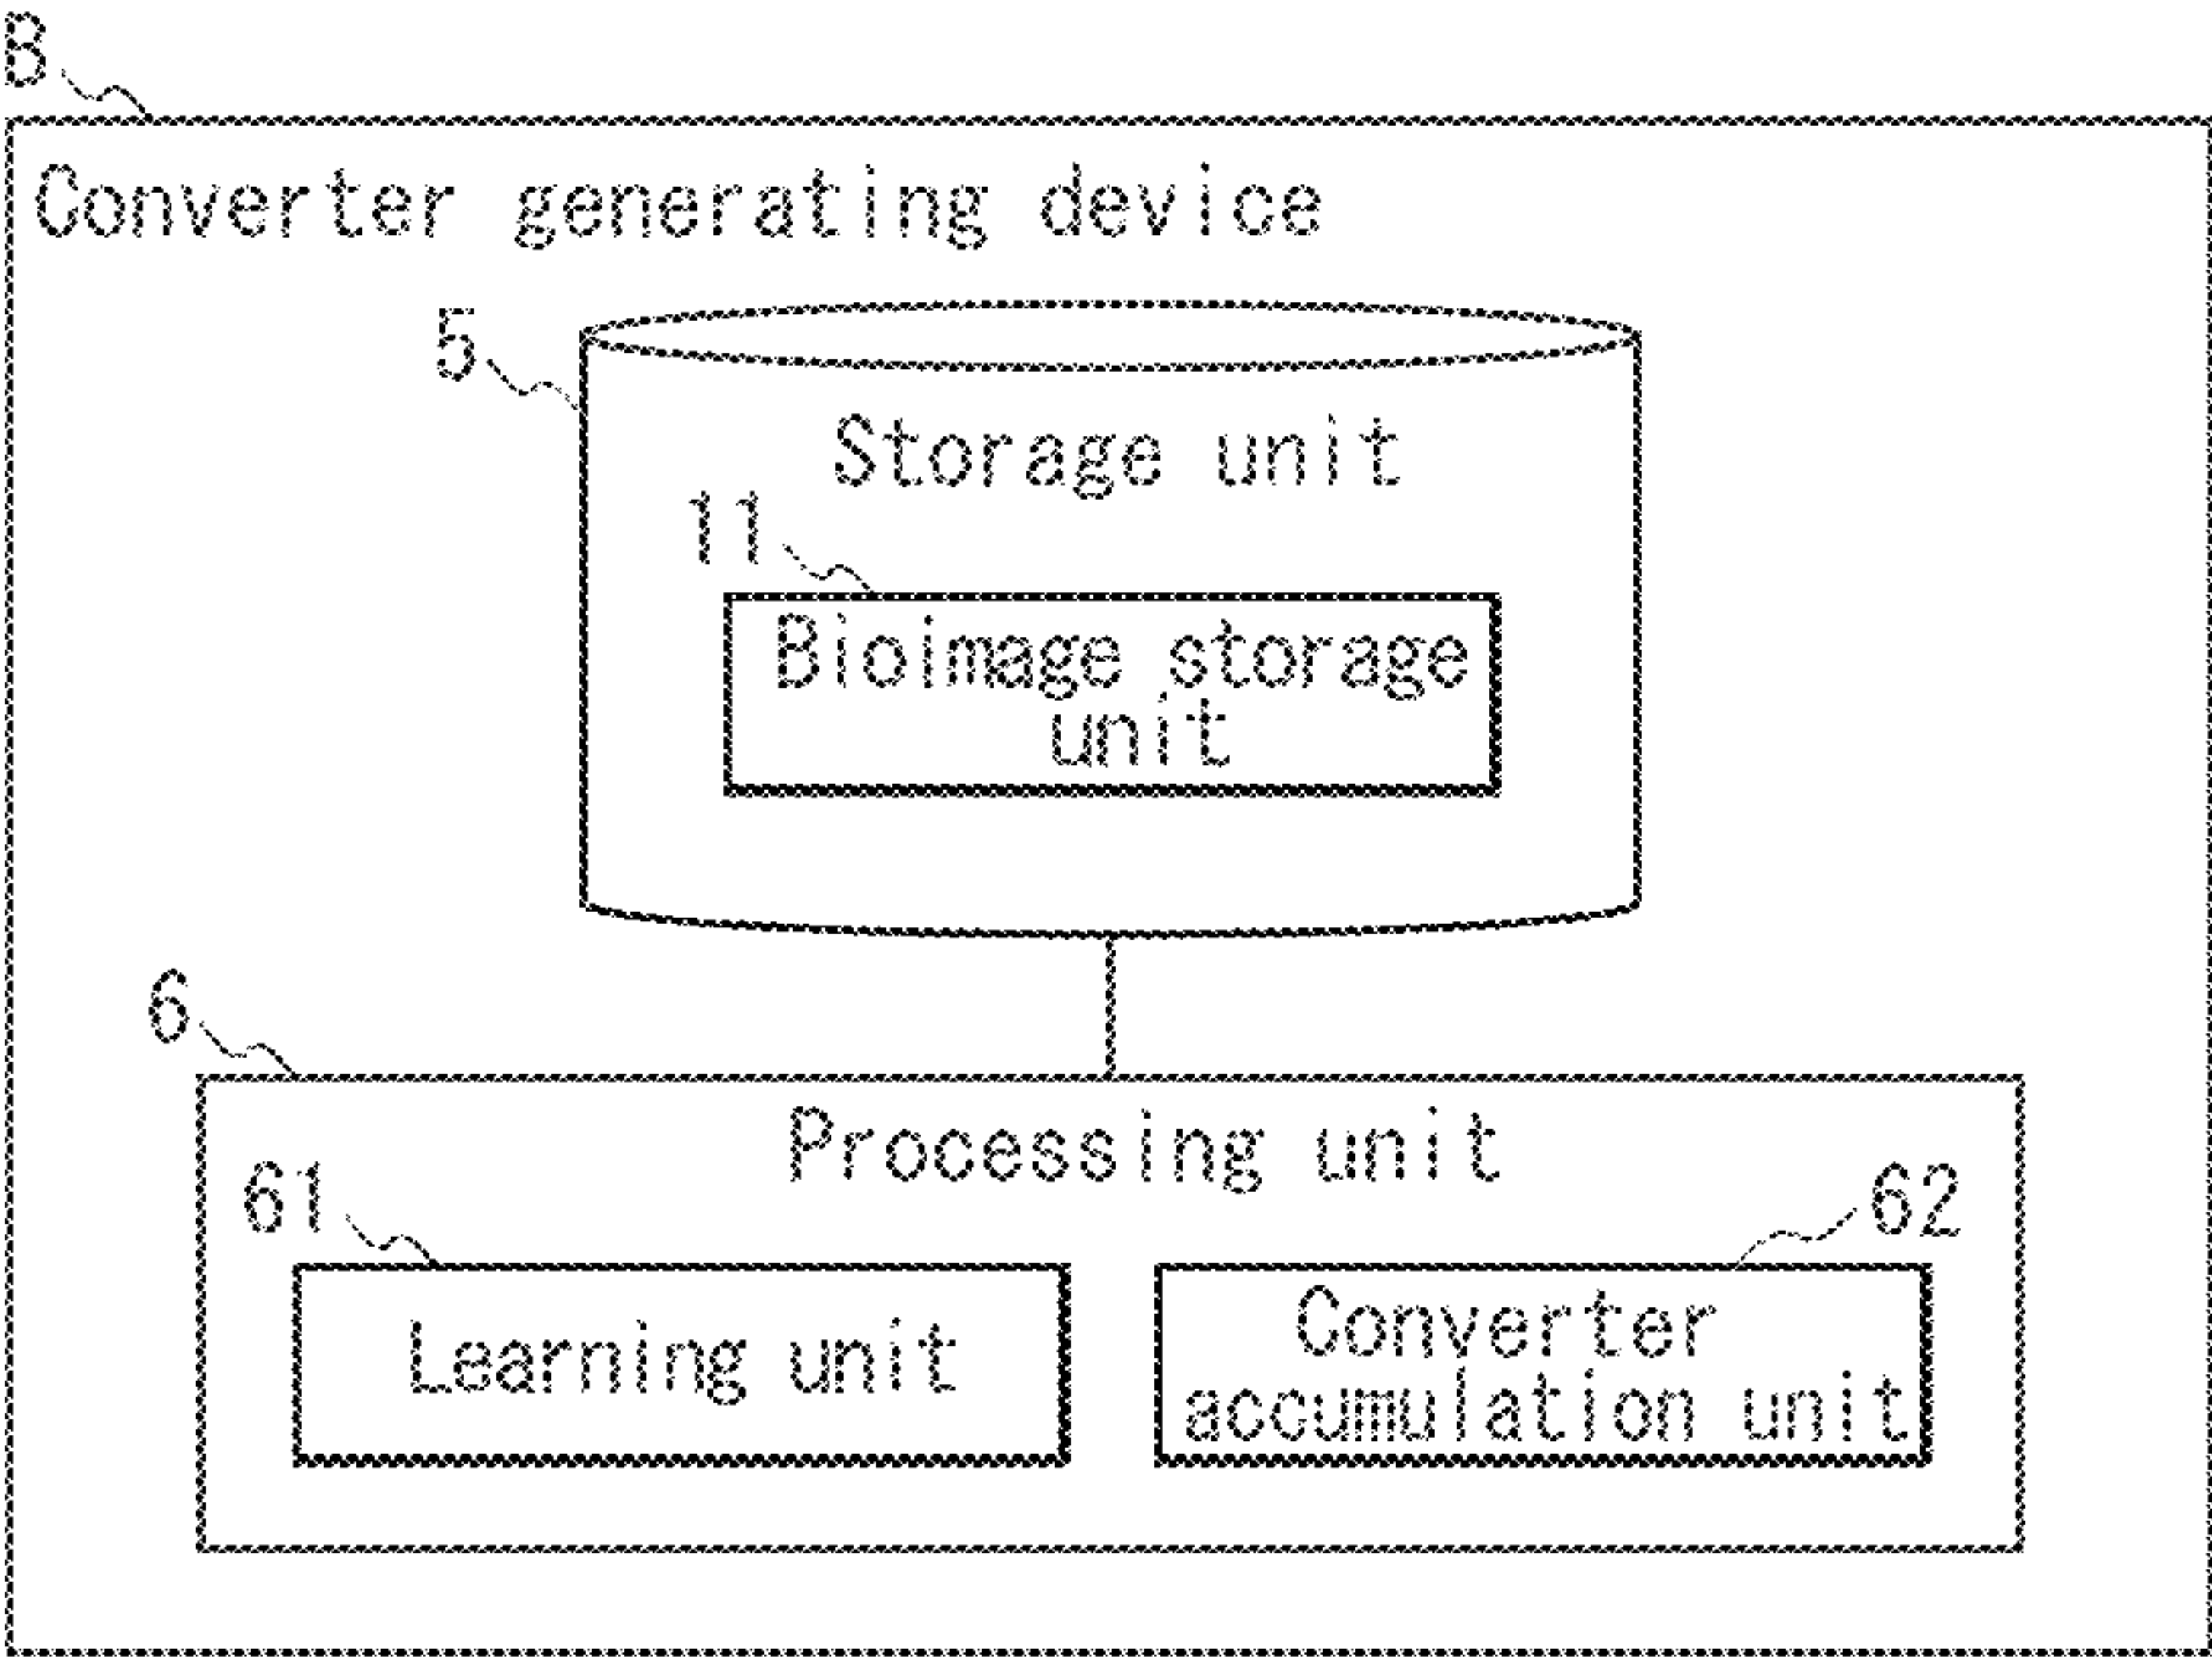 B
Converter generating device
5
Storage unit
11
Bioimage storage
unit
6
Processing unit
61
62
Learning unit
Converter
accumulation unit